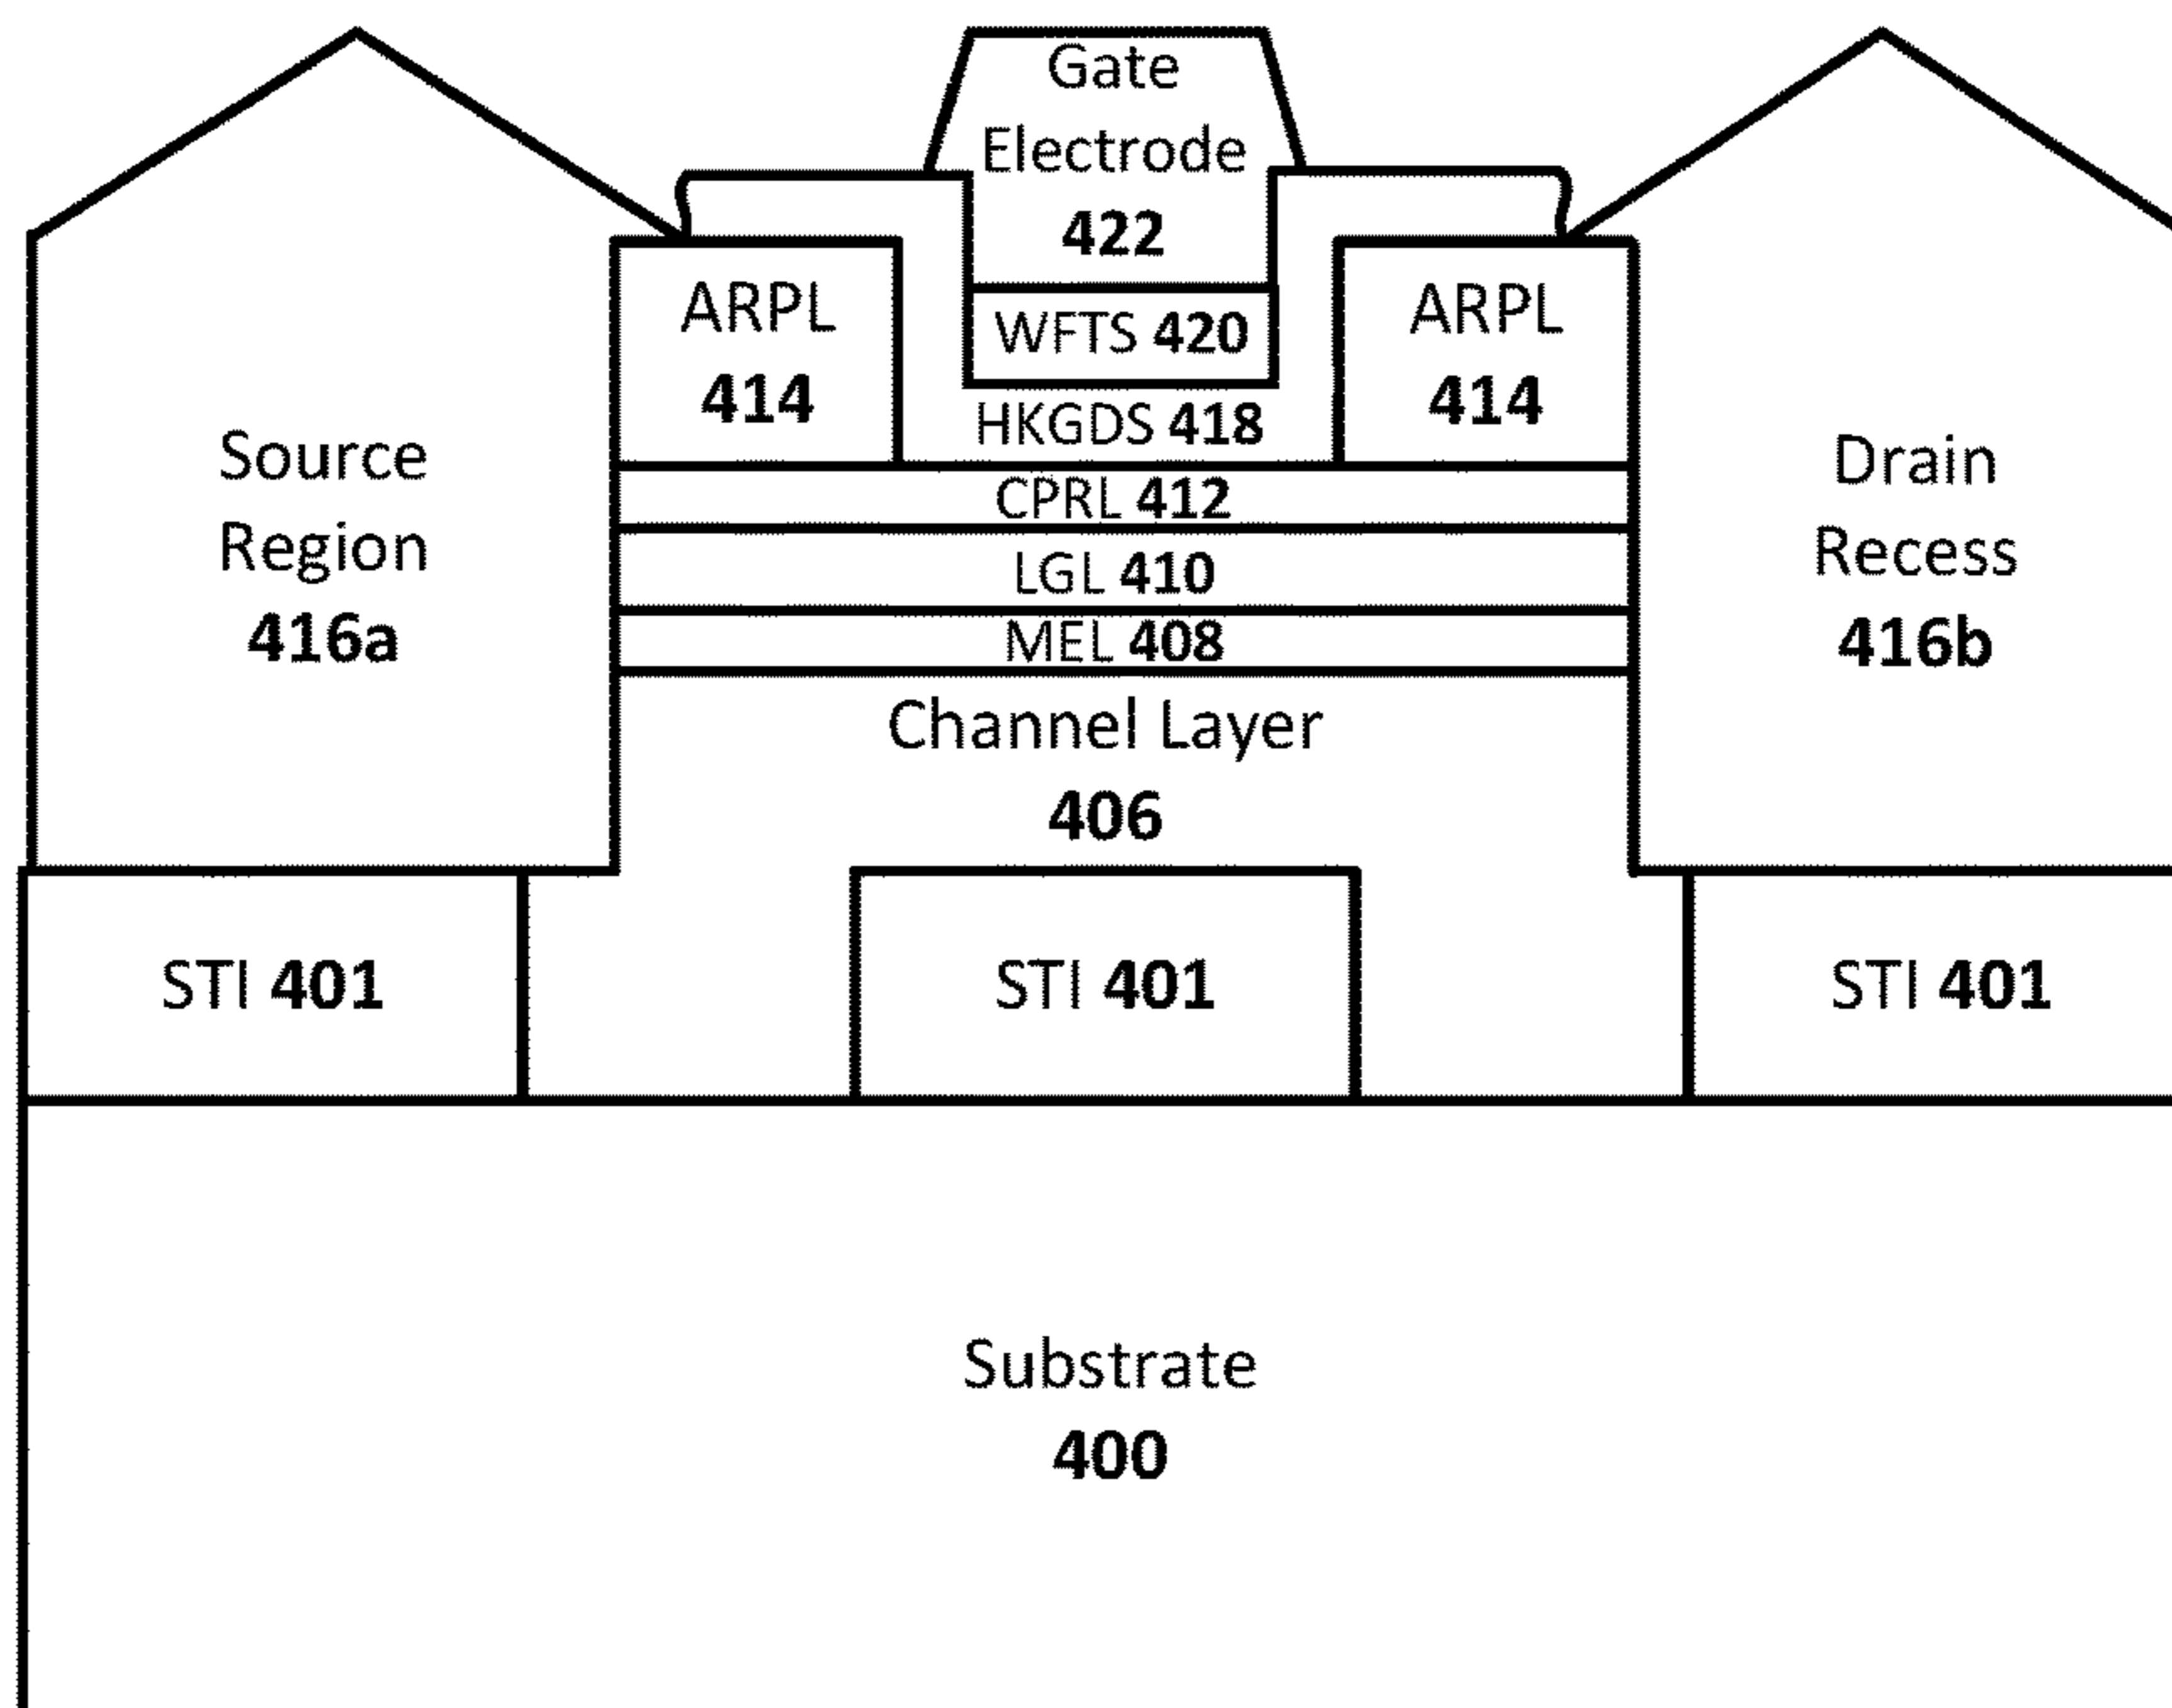 Gate
Electrode
422
ARPL
414
WFTS 420
ARPL
414
HKGDS 418
Source
Region
416a
CPRL 412
LGL 410
MEL 408
Drain
Recess
416b
Channel Layer
406
STI 401
STI 401
STI 401
Substrate
400